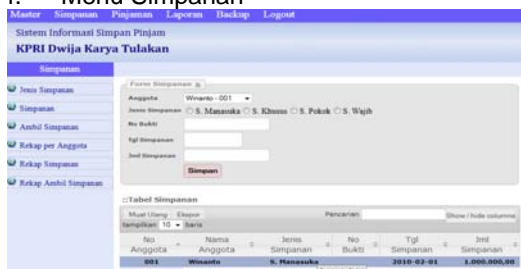 Menu Simpanan
Master Simpanan Pinjaman Laporan Backup Logout
Sistem Informasi Simpan Pinjam
KPRI Dwija Karya Tulakan
Simpanan
Jenis Simpanan
Simpanan
Ambil Simpanan
Rekap per Anggota
Rekap Simpanan
Rekap Ambil Simpanan
Form Simpanan
Anggota Winanto - 001
Jenis Simpanan S. Manasuka S. Khusus S. Pokok S. Wajib
No Bukti
Tgl Simpanan
Jml Simpanan
Simpan
::Tabel Simpanan
Muat Ulang Ekspor Pencarian Show / hide columns
tampilkan 10 baris
No Anggota Nama Anggota Jenis Simpanan No Bukti Tgl Simpanan Jml Simpanan
001 Winanto S. Manasuka 2010-02-01 1.000.000,00